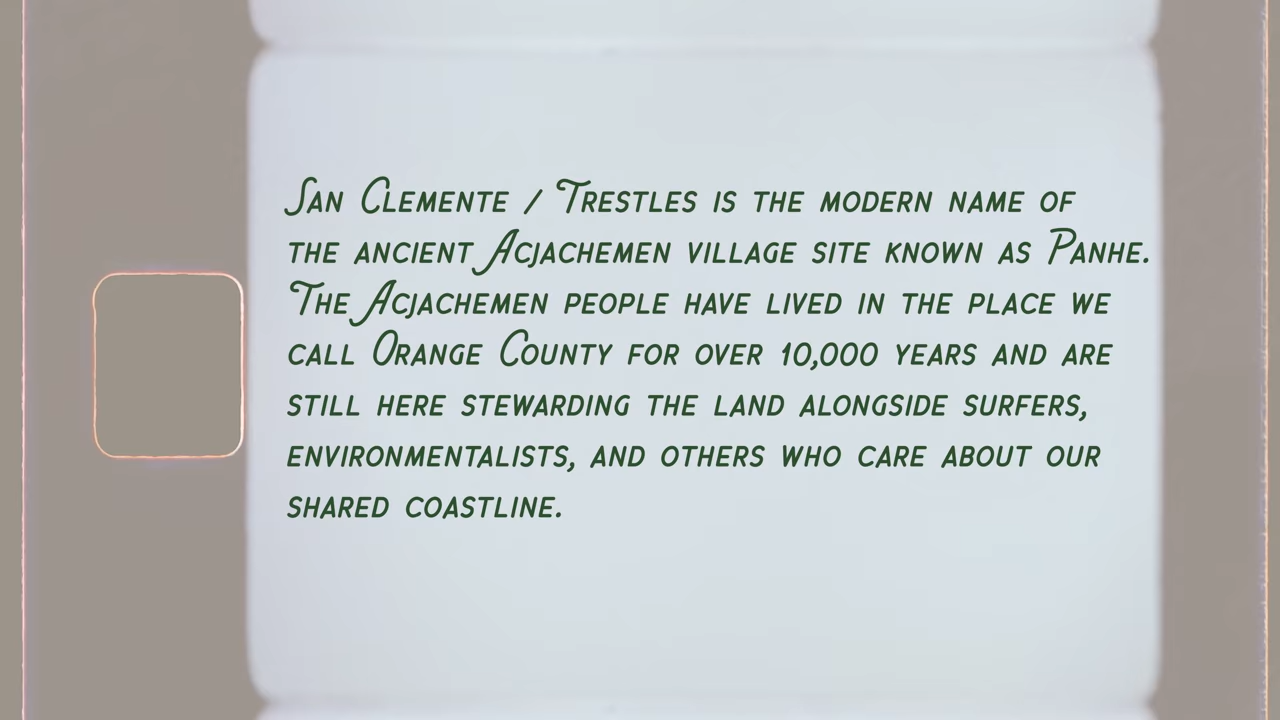 San Clemente / Trestles is the modern name of
the ancient Acjachemen village site known as Panhe.
The Acjachemen people have lived in the place we
call Orange County for over 10,000 years and are
still here stewarding the land alongside surfers,
environmentalists, and others who care about our
shared coastline.